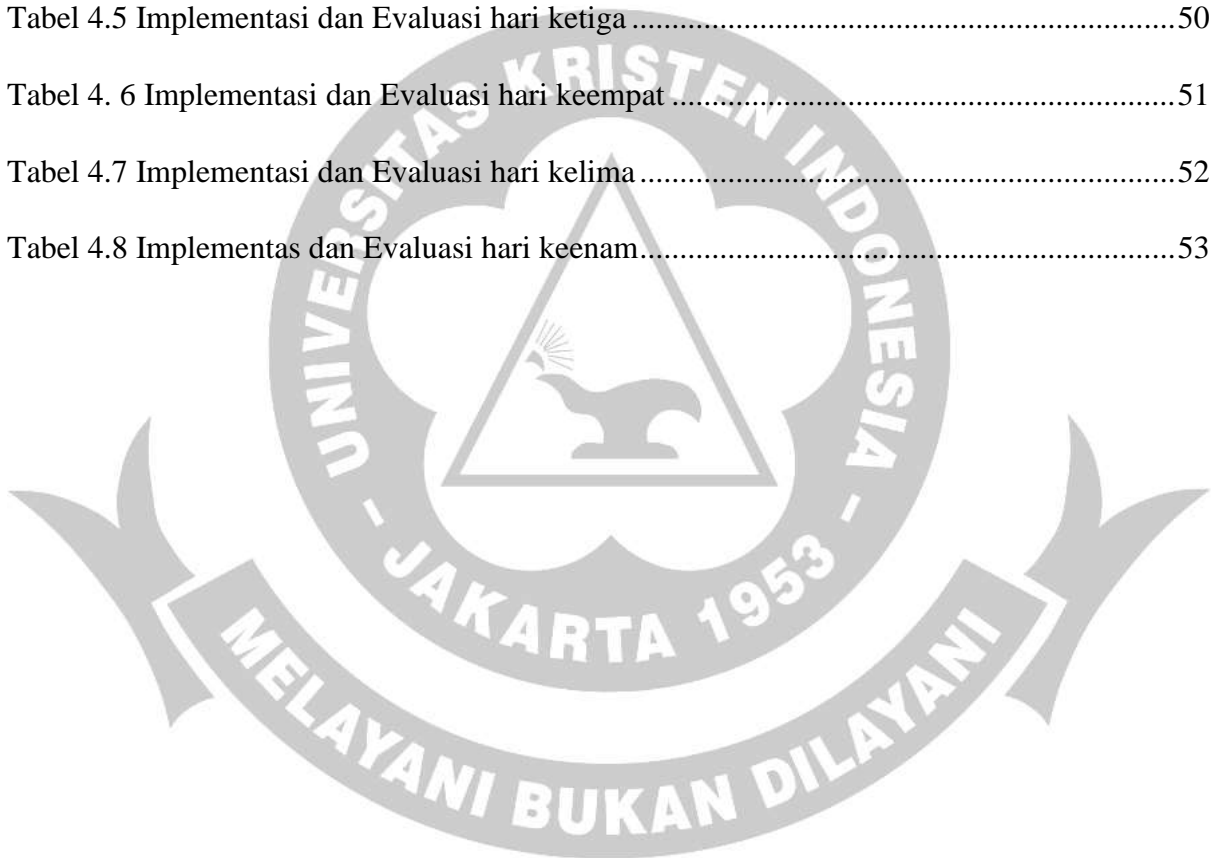 Tabel 4.5 Implementasi dan Evaluasi hari ketiga ........................................................................................ 50
Tabel 4. 6 Implementasi dan Evaluasi hari keempat ................................................................................ 51
Tabel 4.7 Implementasi dan Evaluasi hari kelima ...................................................................................... 52
Tabel 4.8 Implementas dan Evaluasi hari keenam...................................................................................... 53
UNIVERSITAS KRISTEN INDONESIA
- JAKARTA 1953 -
MELAYANI BUKAN DILAYANI